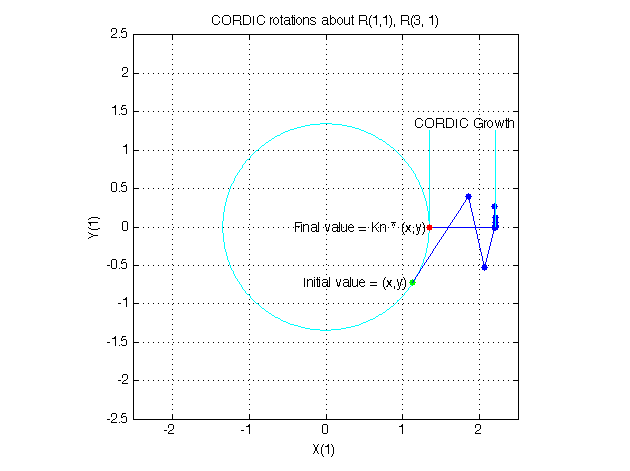 CORDIC rotations about R(1,1), R(3, 1)
2.5
2
1.5
CORDIC Growth
1
0.5
Final value = Kn * (x,y)
0
Y(1)
-0.5
Initial value = (x,y)
-1
-1.5
-2
-2.5
-2 -1 0 1 2
X(1)